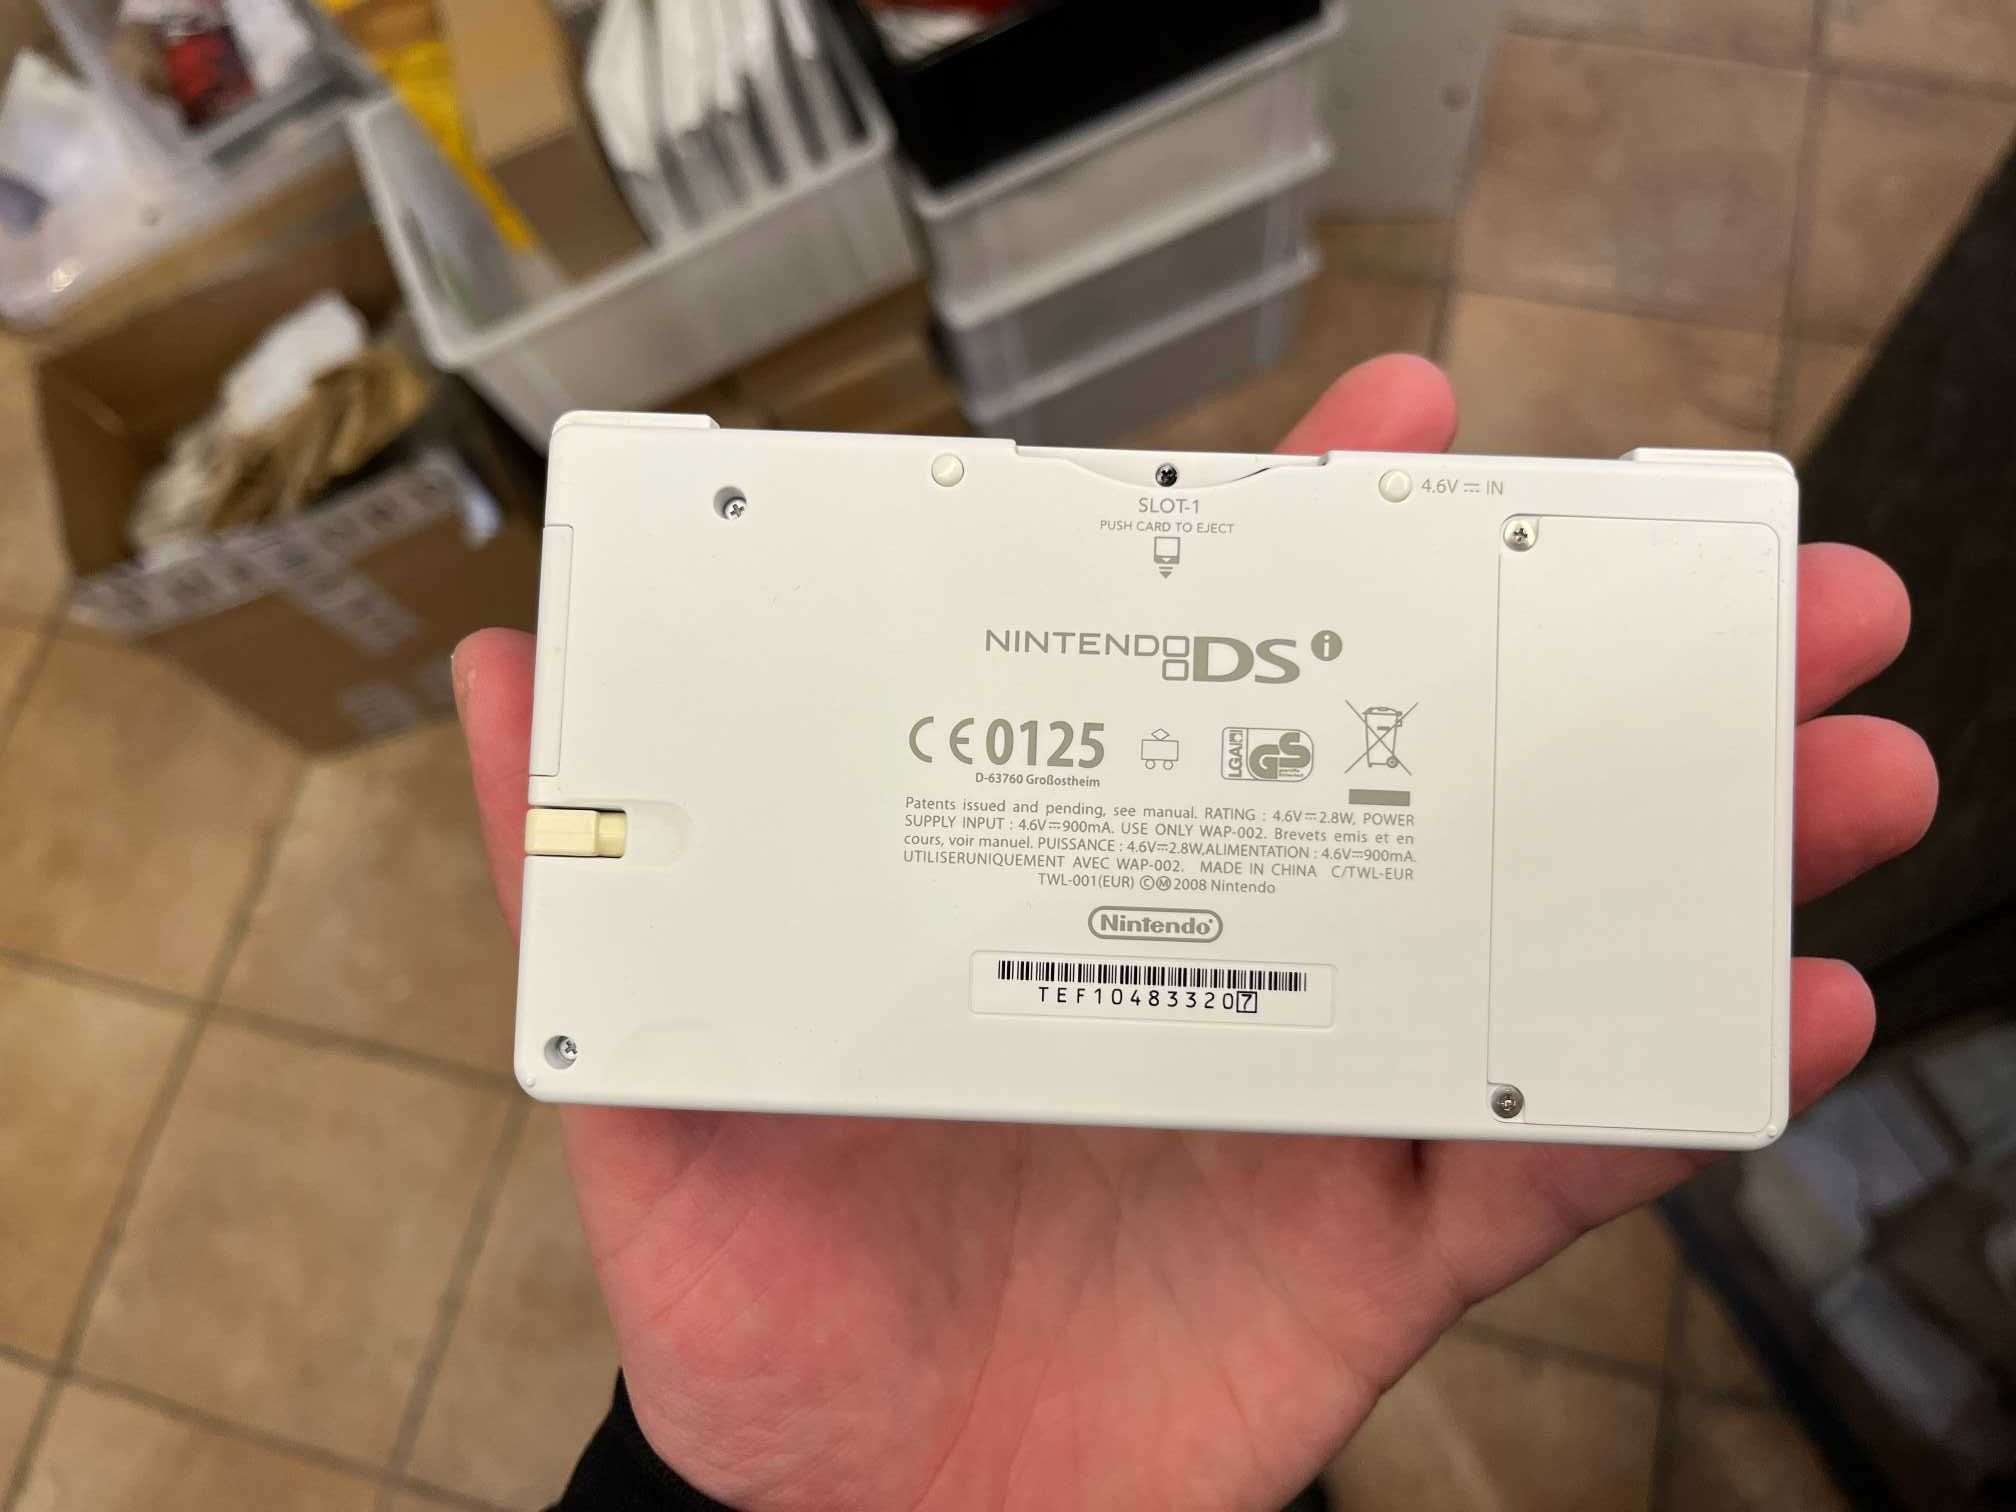 4.6V⎓IN
SLOT-1
PUSH CARD TO EJECT
NINTENDO DSi
CE0125
D-63760 Großostheim
LGA
GS
geprüfte
Sicherheit
Patents issued and pending, see manual. RATING : 4.6V⎓2.8W, POWER
SUPPLY INPUT : 4.6V⎓900mA. USE ONLY WAP-002. Brevets emis et en
cours, voir manuel. PUISSANCE : 4.6V⎓2.8W,ALIMENTATION : 4.6V⎓900mA.
UTILISERUNIQUEMENT AVEC WAP-002. MADE IN CHINA C/TWL-EUR
TWL-001(EUR) ©Ⓜ2008 Nintendo
Nintendo
TEF104833207